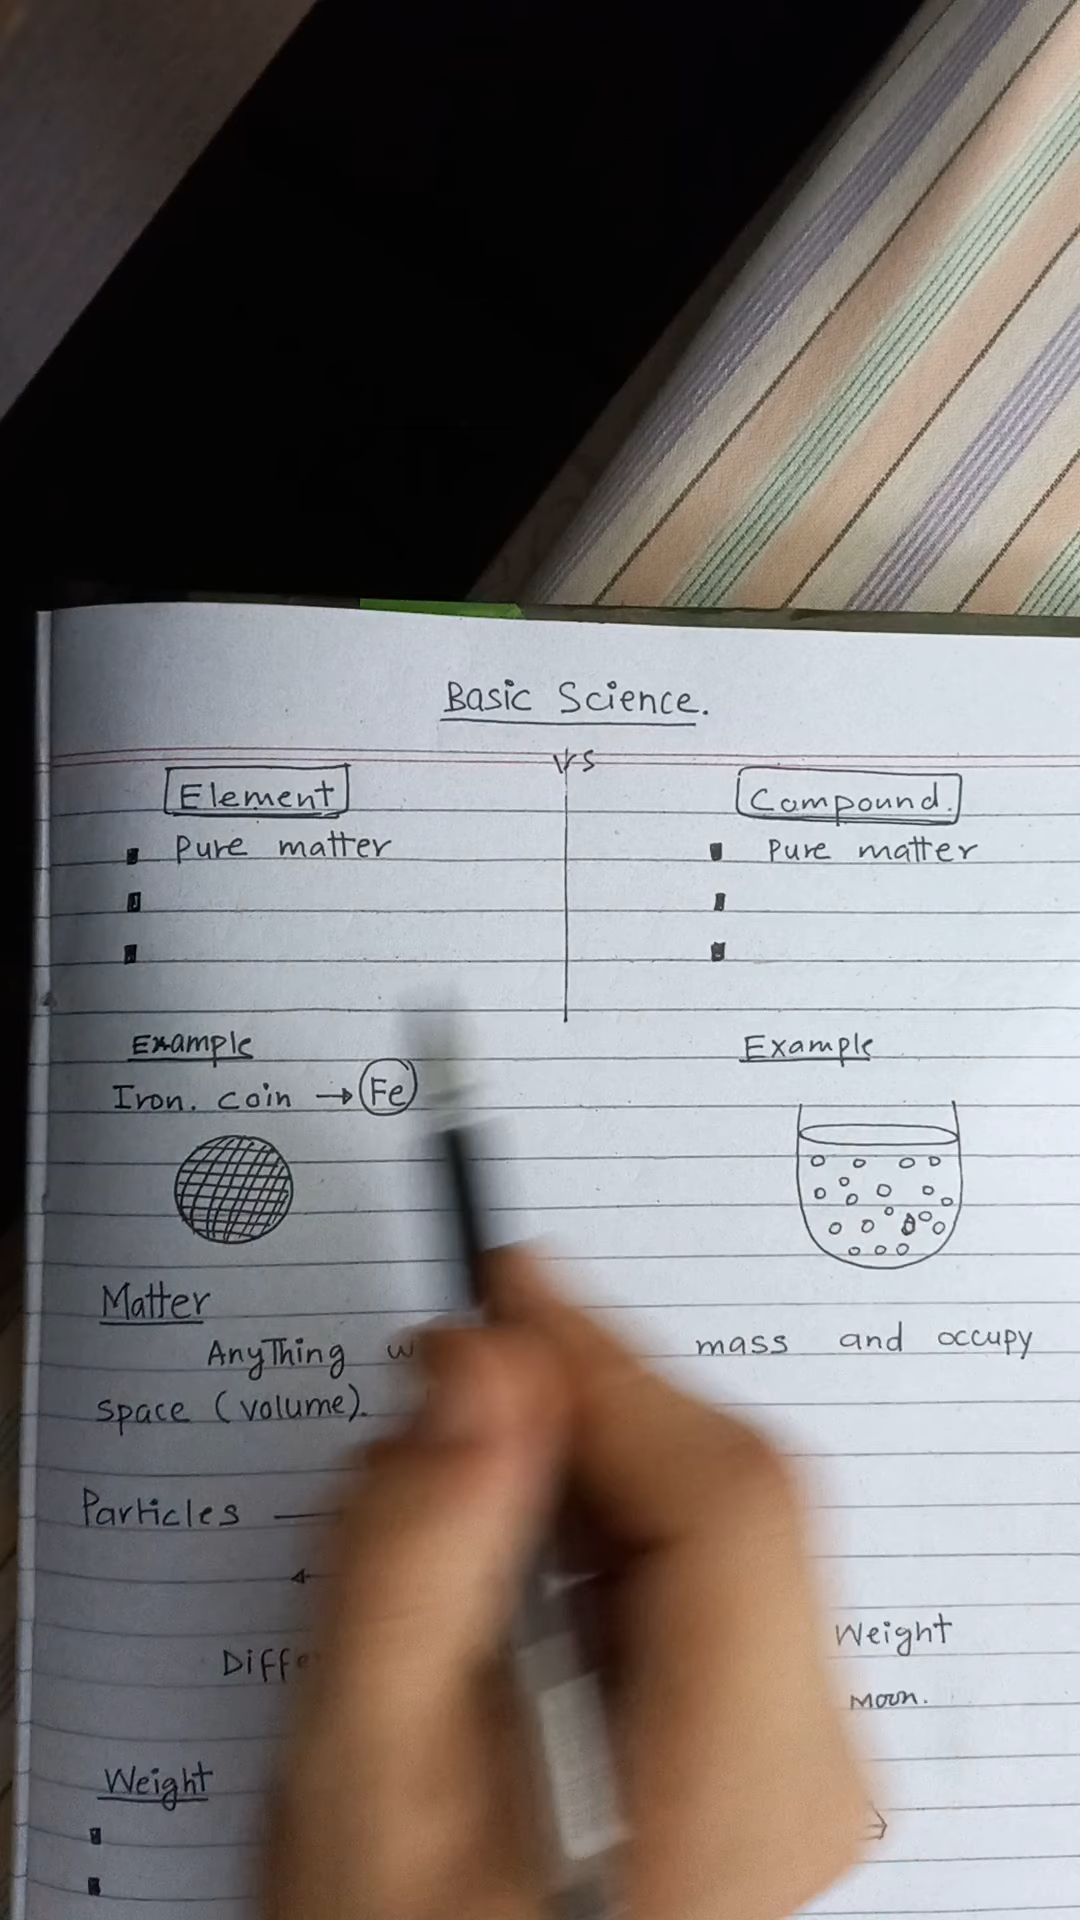 Basic Science.
vs
Element
Compound.
Pure matter
Pure matter
Example
Example
Iron. coin → Fe
Matter
AnyThing mass and occupy
space (volume).
Particles
Weight
Moon.
Weight